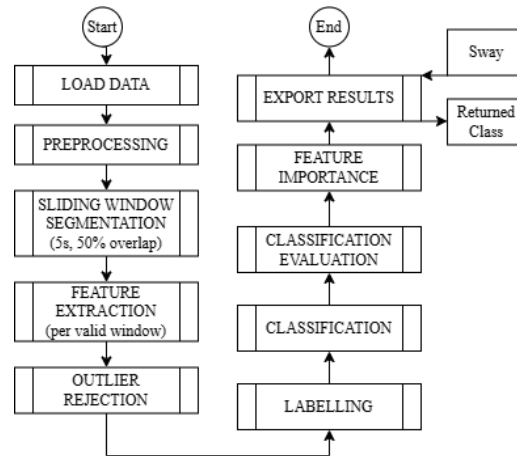 Start
LOAD DATA
PREPROCESSING
SLIDING WINDOW
SEGMENTATION
(5s, 50% overlap)
FEATURE
EXTRACTION
(per valid window)
OUTLIER
REJECTION
LABELLING
CLASSIFICATION
CLASSIFICATION
EVALUATION
FEATURE
IMPORTANCE
EXPORT RESULTS
End
Sway
Returned
Class